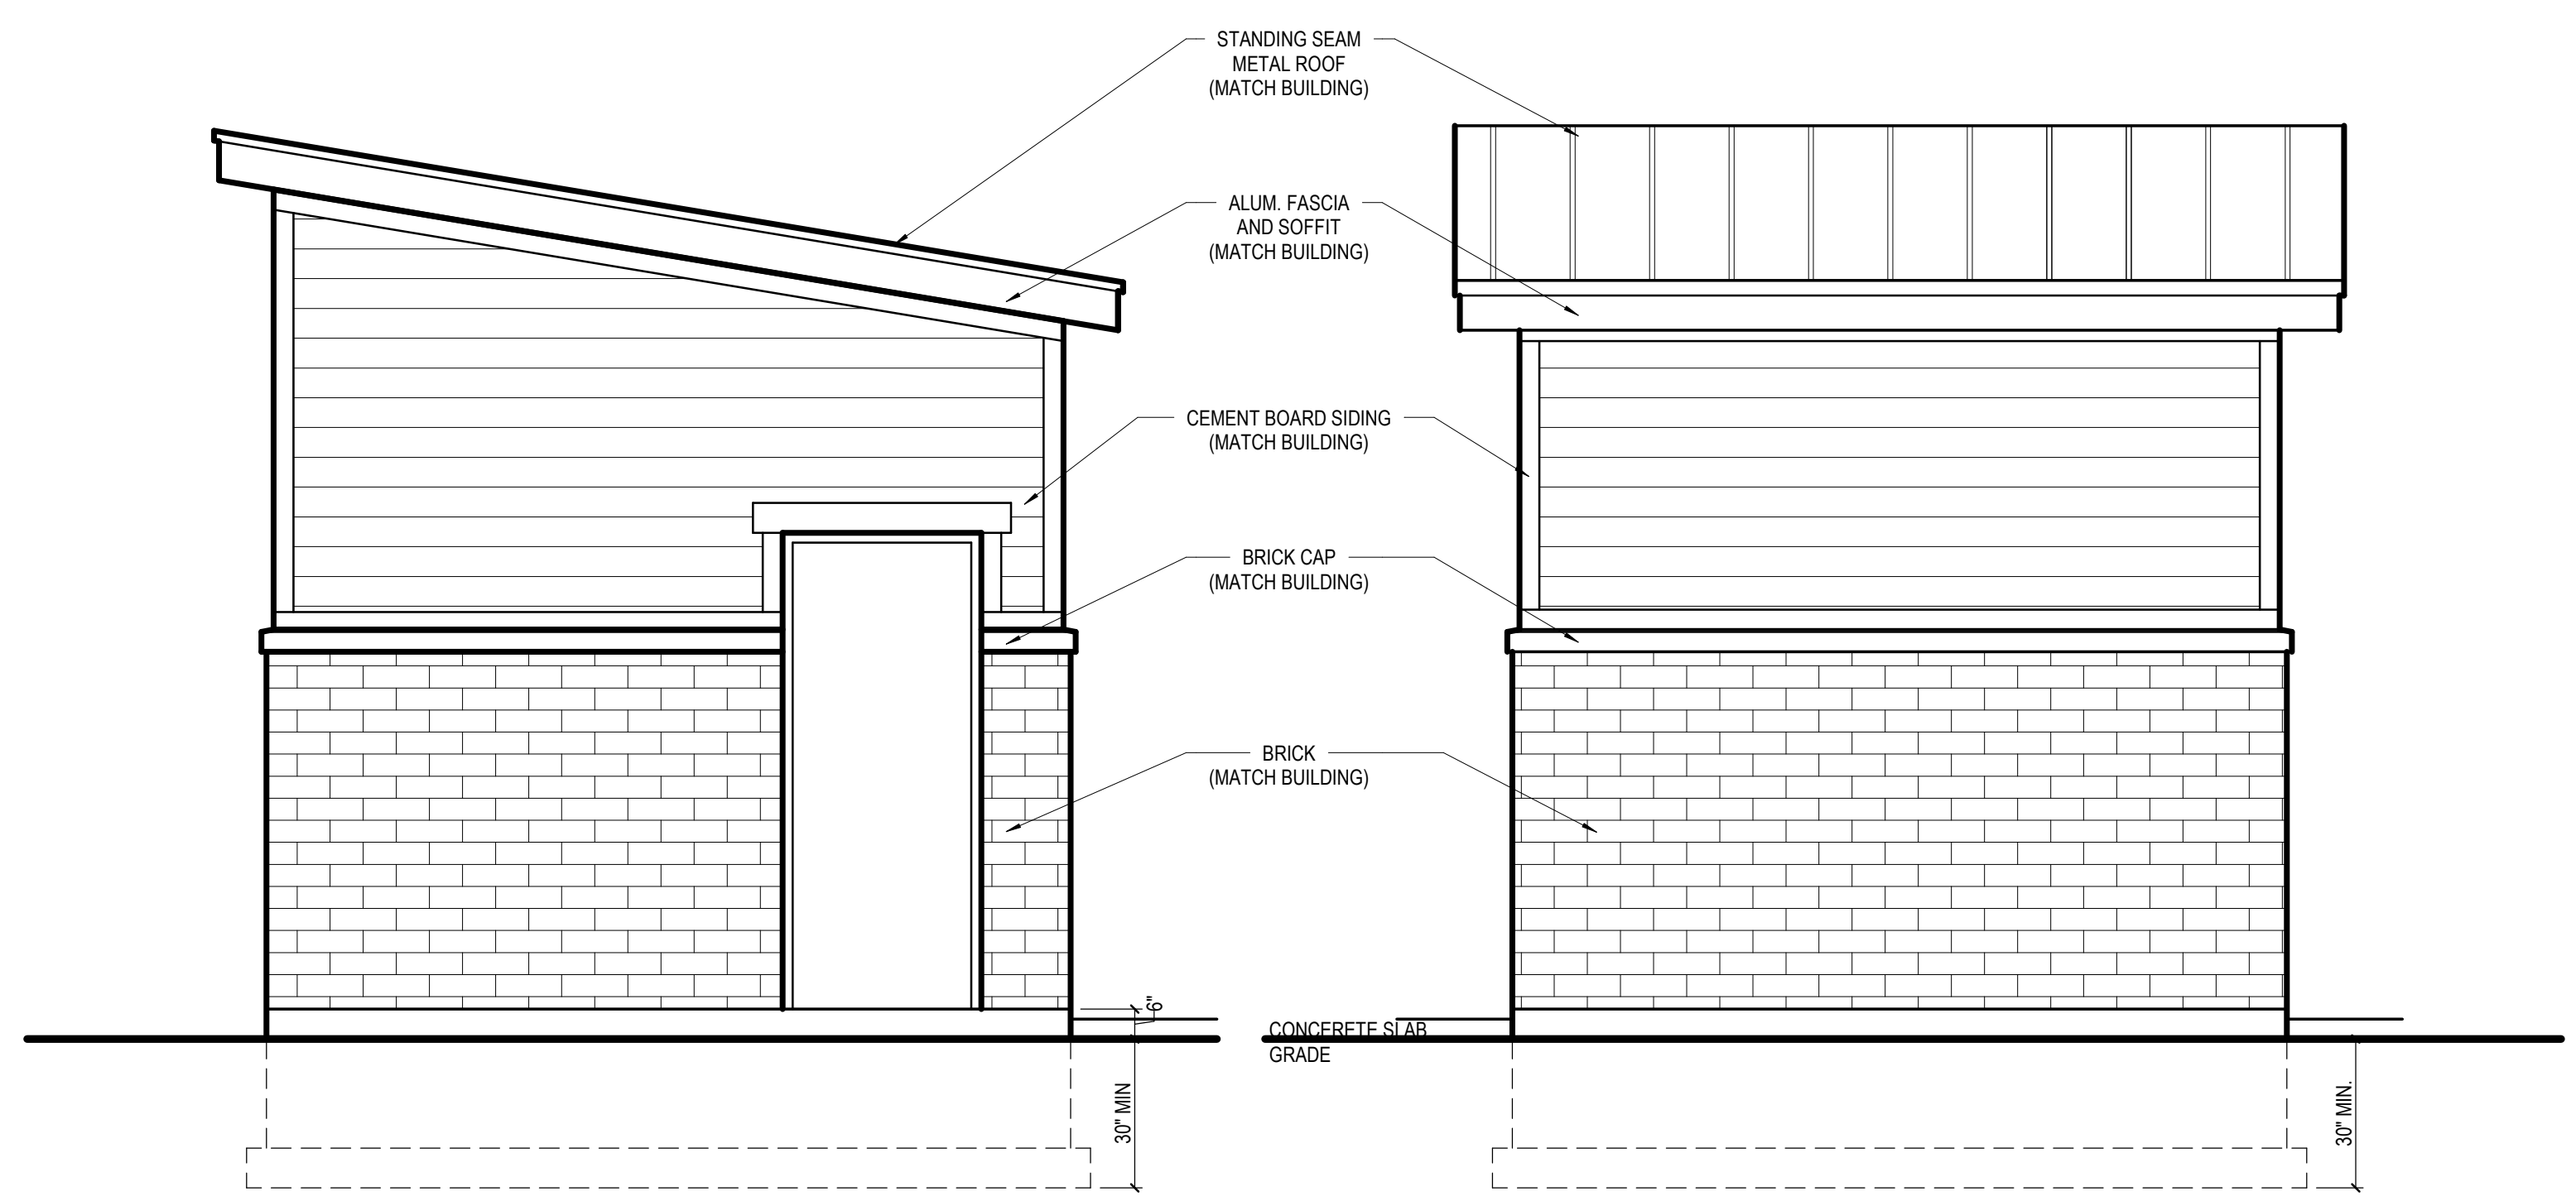 STANDING SEAM
METAL ROOF
(MATCH BUILDING)
ALUM. FASCIA
AND SOFFIT
(MATCH BUILDING)
CEMENT BOARD SIDING
(MATCH BUILDING)
BRICK CAP
(MATCH BUILDING)
BRICK
(MATCH BUILDING)
6"
CONCERETE SLAB
GRADE
30" MIN
30" MIN.